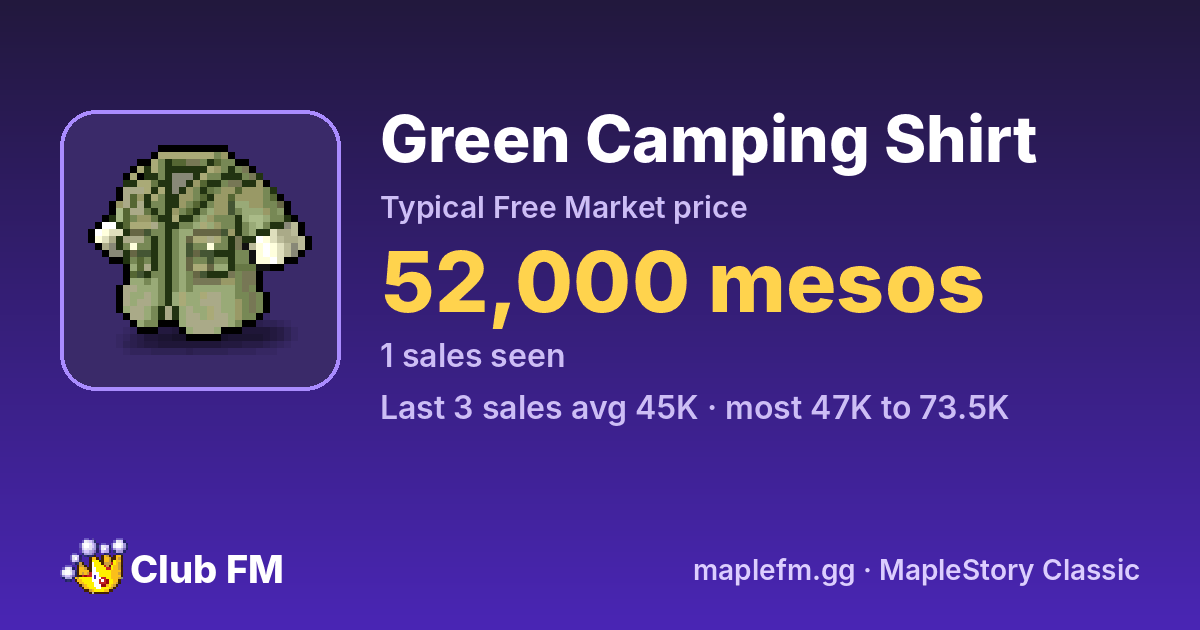 Green Camping Shirt
Typical Free Market price
52,000 mesos
1 sales seen
Last 3 sales avg 45K · most 47K to 73.5K
Club FM
maplefm.gg · MapleStory Classic